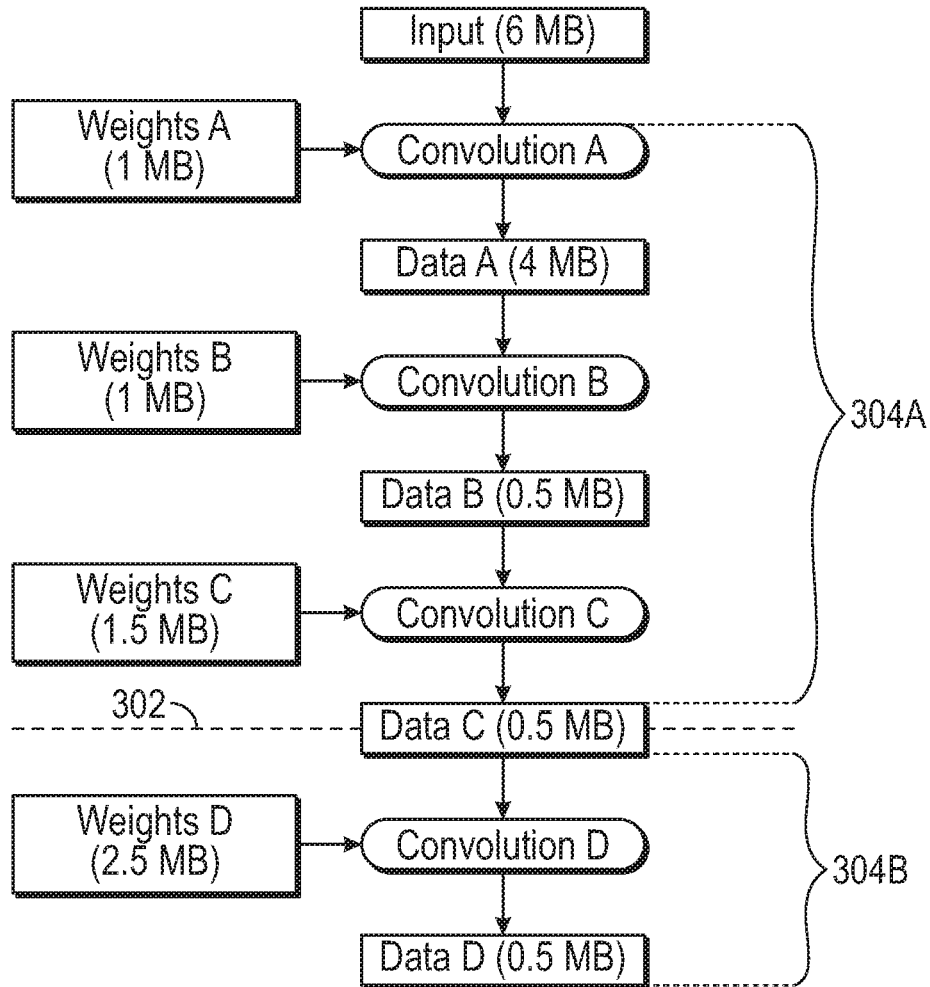 Input (6 MB)
Weights A
(1 MB)
Convolution A
Data A (4 MB)
Weights B
(1 MB)
Convolution B
304A
Data B (0.5 MB)
Weights C
(1.5 MB)
Convolution C
302
Data C (0.5 MB)
Weights D
(2.5 MB)
Convolution D
304B
Data D (0.5 MB)